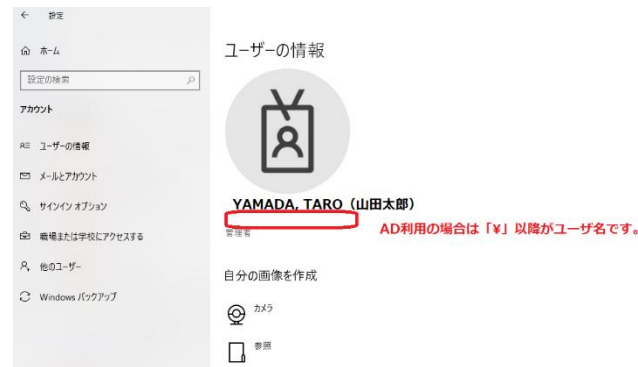 ← 設定
ホーム
設定の検索
アカウント
ユーザーの情報
メールとアカウント
サインイン オプション
職場または学校にアクセスする
他のユーザー
Windows バックアップ
ユーザーの情報
YAMADA, TARO（山田太郎）
管理者
AD利用の場合は「¥」以降がユーザ名です。
自分の画像を作成
カメラ
参照